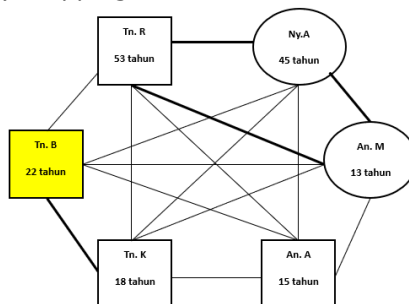 Tn. R
53 tahun
Ny.A
45 tahun
Tn. B
22 tahun
An. M
13 tahun
Tn. K
18 tahun
An. A
15 tahun